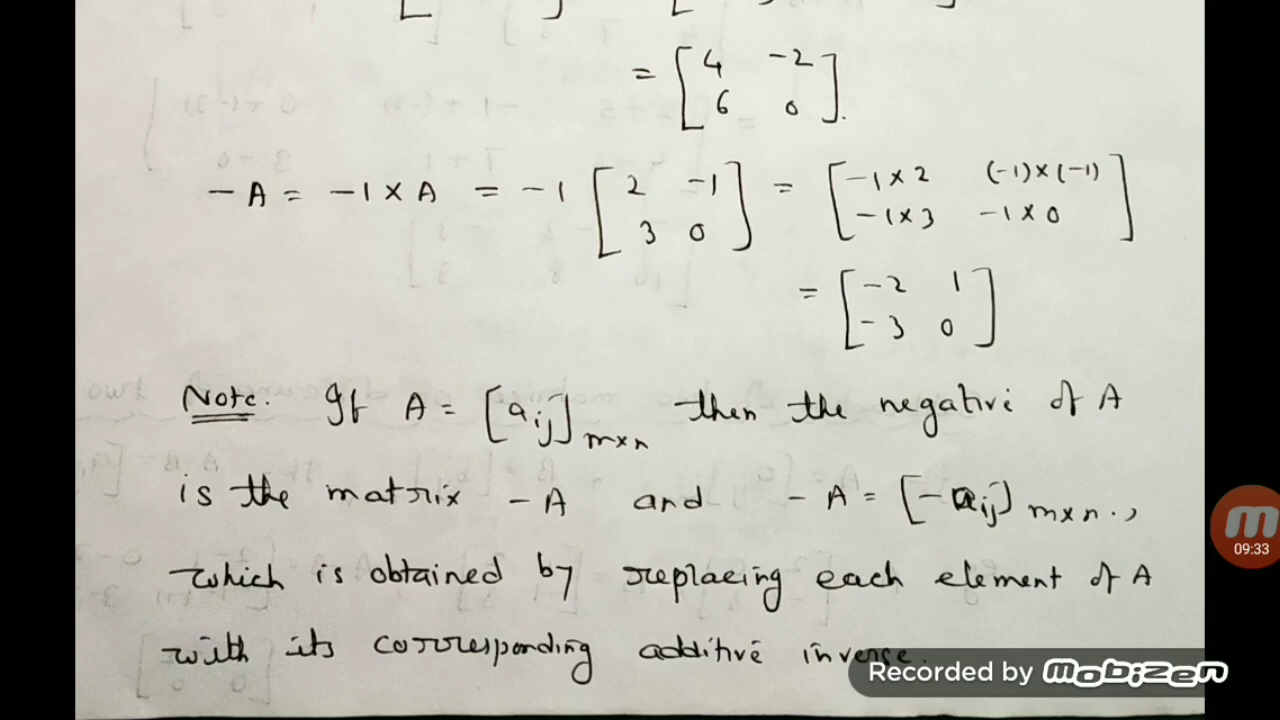 = [4 -2
6 0].
- A = -1 × A = -1 [2 -1
3 0] = [-1 × 2 (-1) × (-1)
-1 × 3 -1 × 0]
= [-2 1
-3 0]
Note: If A = [aij] m×n then the negative of A
is the matrix - A and - A = [-aij] m×n.,
which is obtained by replacing each element of A
with its corresponding additive inverse.
09:33
Recorded by mobizen